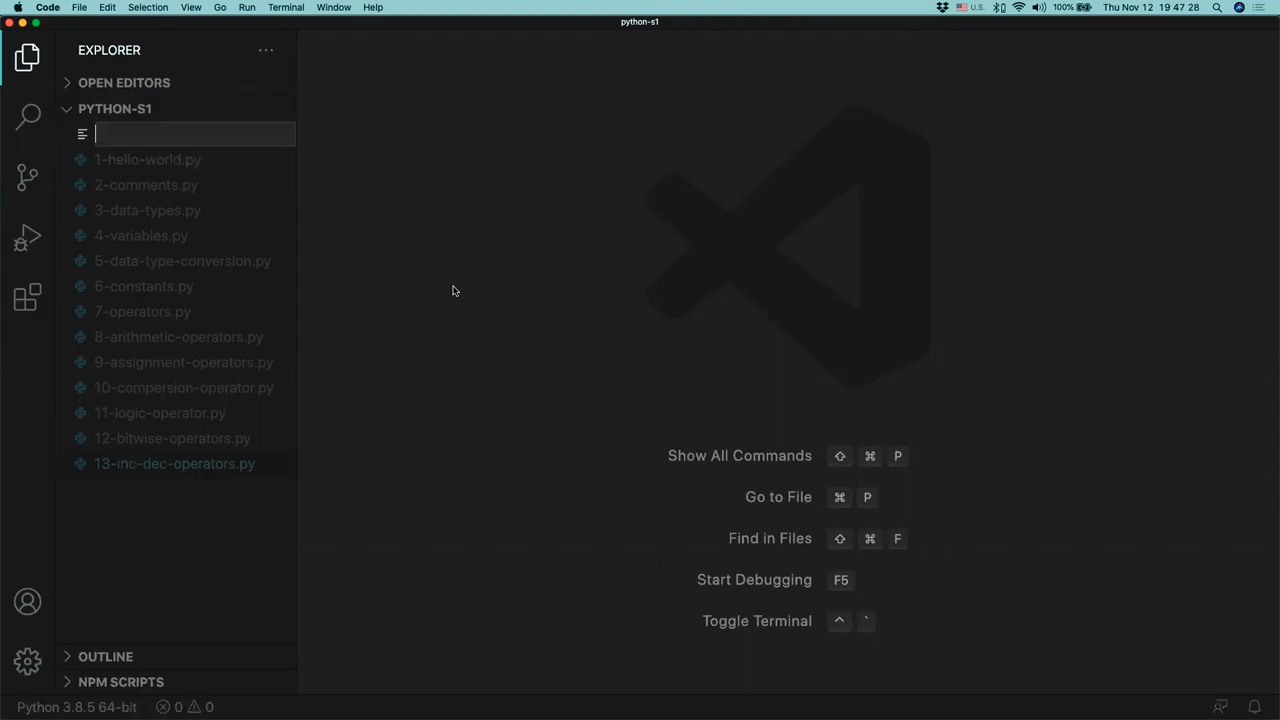 Code File Edit Selection View Go Run Terminal Window Help U.S. 100% Thu Nov 12 19 47 28
python-s1
EXPLORER ...
OPEN EDITORS
PYTHON-S1
1-hello-world.py
2-comments.py
3-data-types.py
4-variables.py
5-data-type-conversion.py
6-constants.py
7-operators.py
8-arithmetic-operators.py
9-assignment-operators.py
10-compersion-operator.py
11-logic-operator.py
12-bitwise-operators.py
13-inc-dec-operators.py
Show All Commands ⇧ ⌘ P
Go to File ⌘ P
Find in Files ⇧ ⌘ F
Start Debugging F5
Toggle Terminal ^ `
OUTLINE
NPM SCRIPTS
Python 3.8.5 64-bit 0 0